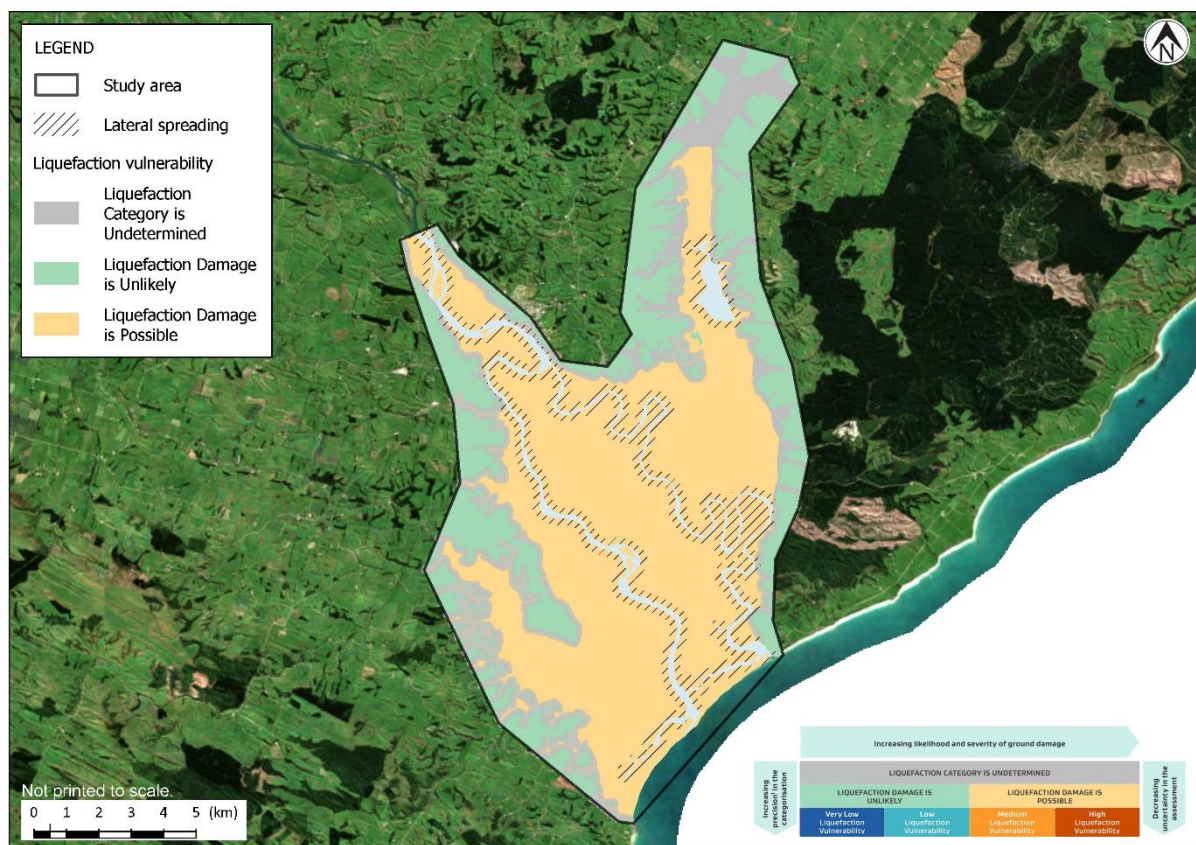 LEGEND
Study area
Lateral spreading
Liquefaction vulnerability
Liquefaction
Category is
Undetermined
Liquefaction Damage
is Unlikely
Liquefaction Damage
is Possible
N
Not printed to scale.
0 1 2 3 4 5 (km)
Increasing likelihood and severity of ground damage
Increasing
precision¹ in the
categorisation
LIQUEFACTION CATEGORY IS UNDETERMINED
LIQUEFACTION DAMAGE IS
UNLIKELY
LIQUEFACTION DAMAGE IS
POSSIBLE
Very Low
Liquefaction
Vulnerability
Low
Liquefaction
Vulnerability
Medium
Liquefaction
Vulnerability
High
Liquefaction
Vulnerability
Decreasing
uncertainty in the
assessment